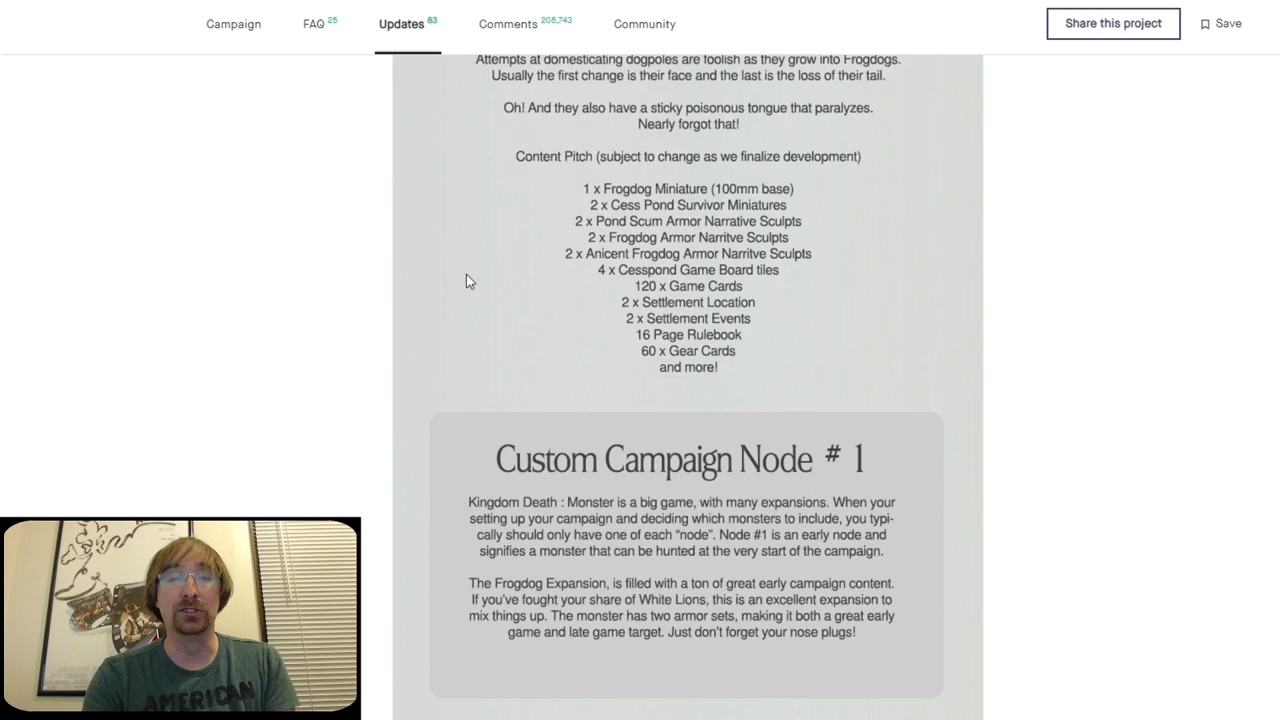 Campaign
FAQ 25
Updates 83
Comments 205,743
Community
Share this project
Save
Attempts at domesticating dogpoles are foolish as they grow into Frogdogs.
Usually the first change is their face and the last is the loss of their tail.
Oh! And they also have a sticky poisonous tongue that paralyzes.
Nearly forgot that!
Content Pitch (subject to change as we finalize development)
1 x Frogdog Miniature (100mm base)
2 x Cess Pond Survivor Miniatures
2 x Pond Scum Armor Narrative Sculpts
2 x Frogdog Armor Narritve Sculpts
2 x Anicent Frogdog Armor Narritve Sculpts
4 x Cesspond Game Board tiles
120 x Game Cards
2 x Settlement Location
2 x Settlement Events
16 Page Rulebook
60 x Gear Cards
and more!
Custom Campaign Node # 1
Kingdom Death : Monster is a big game, with many expansions. When your
setting up your campaign and deciding which monsters to include, you typi-
cally should only have one of each “node”. Node #1 is an early node and
signifies a monster that can be hunted at the very start of the campaign.
The Frogdog Expansion, is filled with a ton of great early campaign content.
If you’ve fought your share of White Lions, this is an excellent expansion to
mix things up. The monster has two armor sets, making it both a great early
game and late game target. Just don’t forget your nose plugs!
AMERICAN